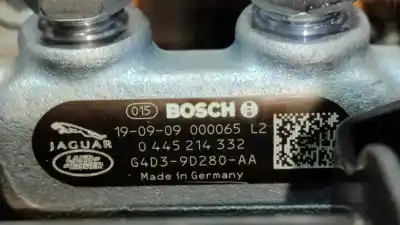 015 BOSCH
19-09-09 000065 L2
JAGUAR
0 445 214 332
LAND-ROVER
G4D3-9D280-AA
Made in Germany